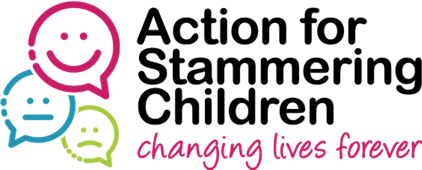 Action for
Stammering
Children
changing lives forever